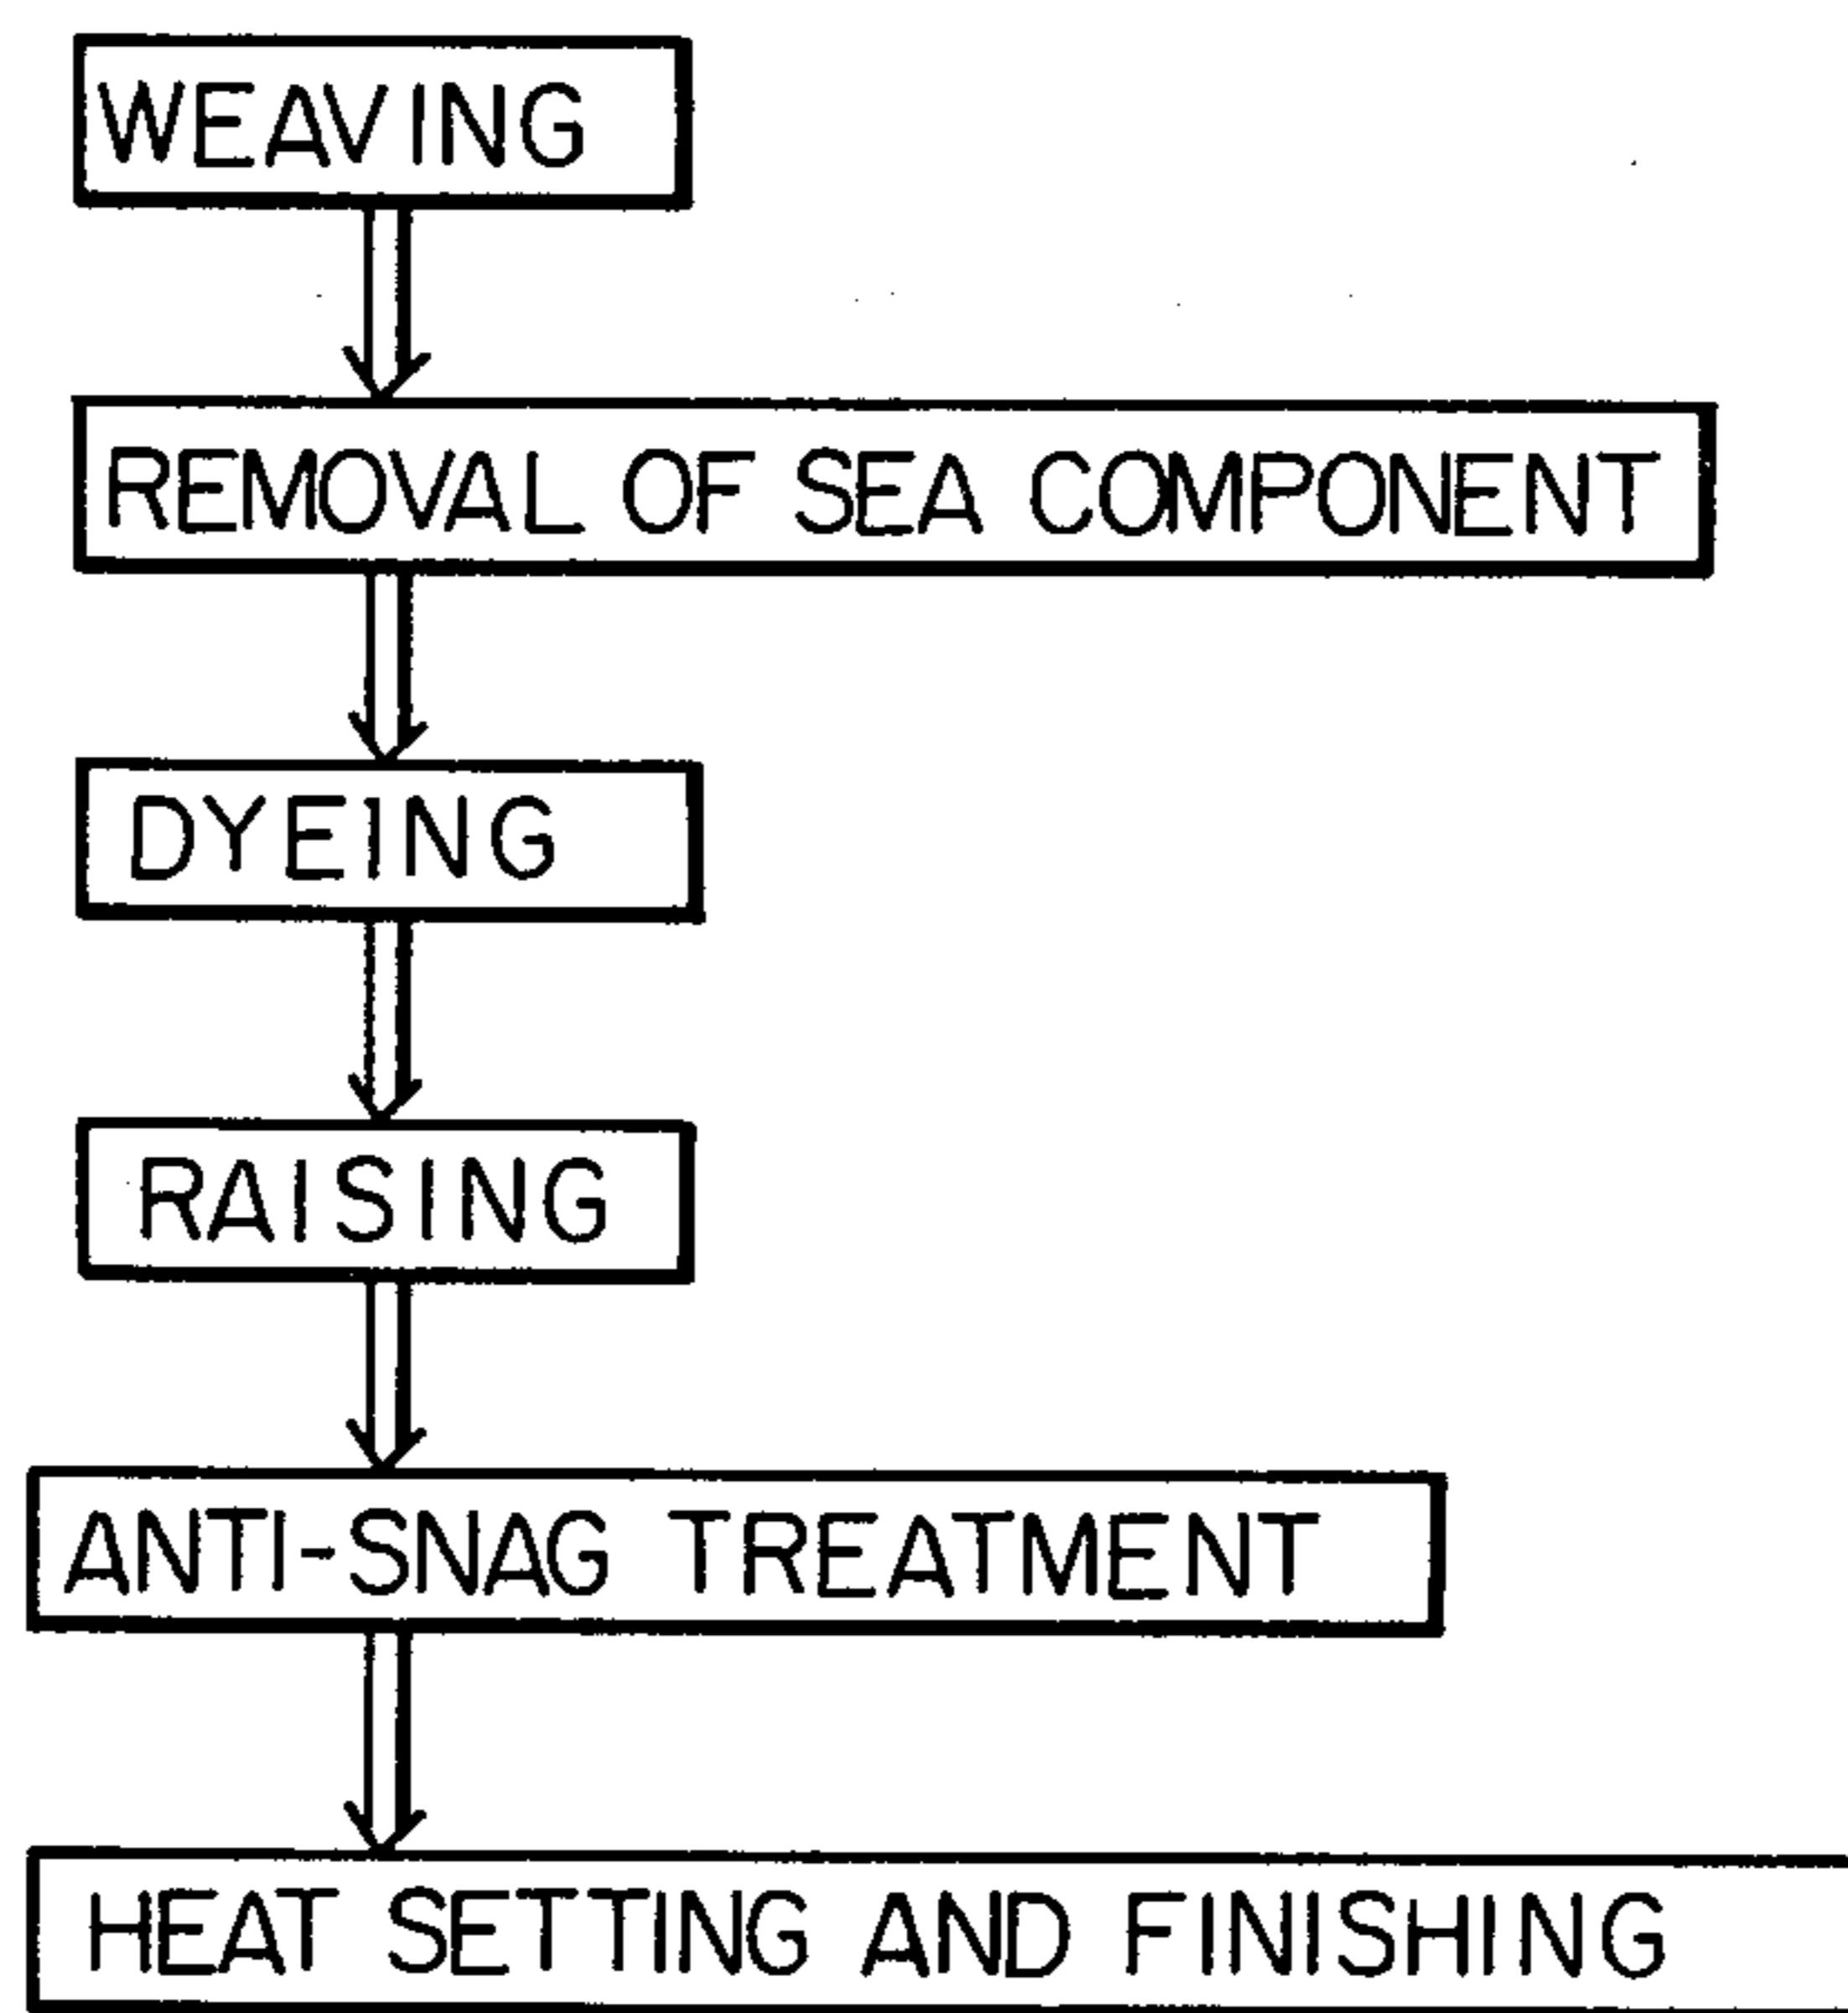 WEAVING
REMOVAL OF SEA COMPONENT
DYEING
RAISING
ANTI-SNAG TREATMENT
HEAT SETTING AND FINISHING